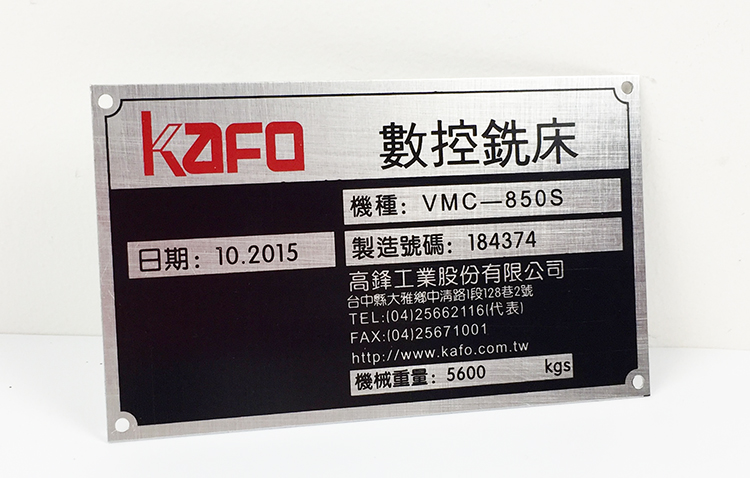 KAFO
數控銑床
機種: VMC—850S
日期: 10.2015
製造號碼: 184374
高鋒工業股份有限公司
台中縣大雅鄉中清路1段128巷2號
TEL:(04)25662116(代表)
FAX:(04)25671001
http://www.kafo.com.tw
機械重量: 5600 kgs